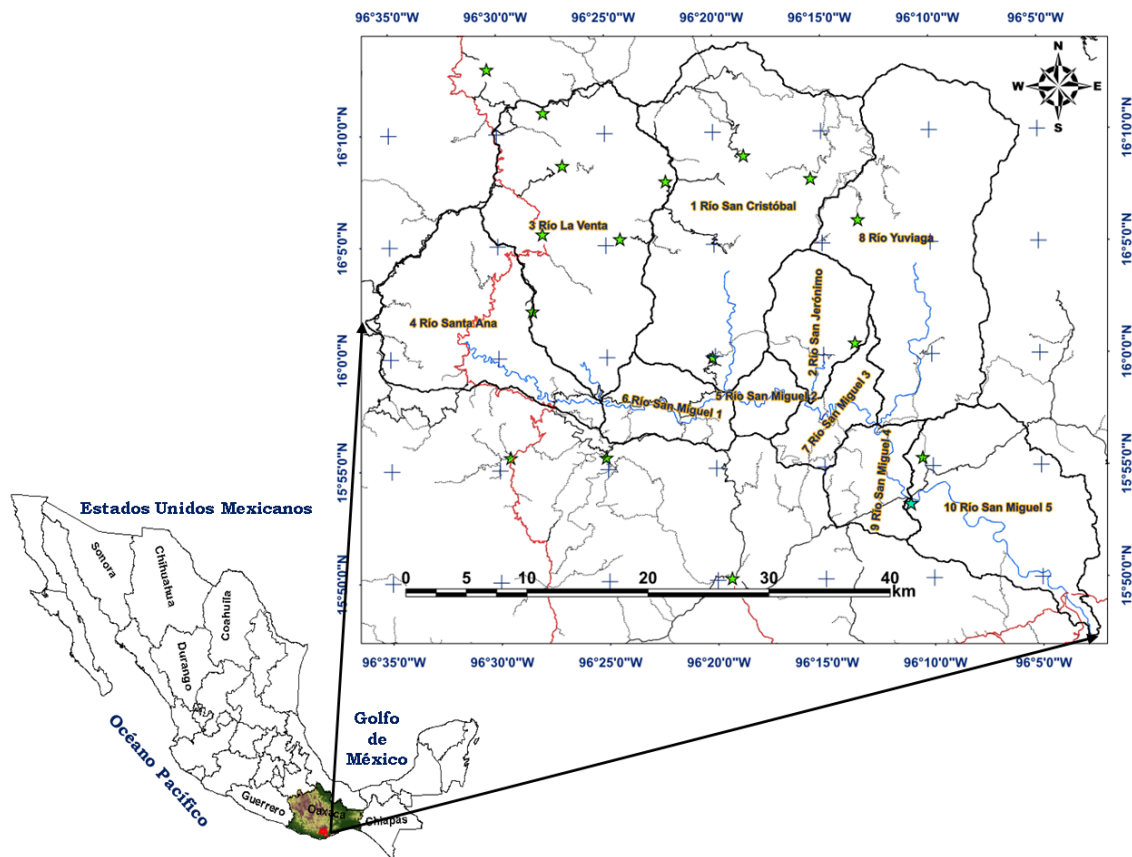 96°35'0"W 96°30'0"W 96°25'0"W 96°20'0"W 96°15'0"W 96°10'0"W 96°5'0"W
N
W E
S
16°10'0"N 16°10'0"N
1 Río San Cristóbal
3 Río La Venta
8 Río Yuviaga
16°5'0"N 16°5'0"N
2 Río San Jerónimo
4 Río Santa Ana
16°0'0"N 16°0'0"N
5 Río San Miguel 2
6 Río San Miguel 1
7 Río San Miguel 3
9 Río San Miguel 4
15°55'0"N 15°55'0"N
10 Río San Miguel 5
15°50'0"N 15°50'0"N
0 5 10 20 30 40
km
96°35'0"W 96°30'0"W 96°25'0"W 96°20'0"W 96°15'0"W 96°10'0"W 96°5'0"W
Estados Unidos Mexicanos
Sonora
Chihuahua
Coahuila
Durango
Océano Pacífico
Golfo
de
México
Guerrero
Oaxaca
Chiapas